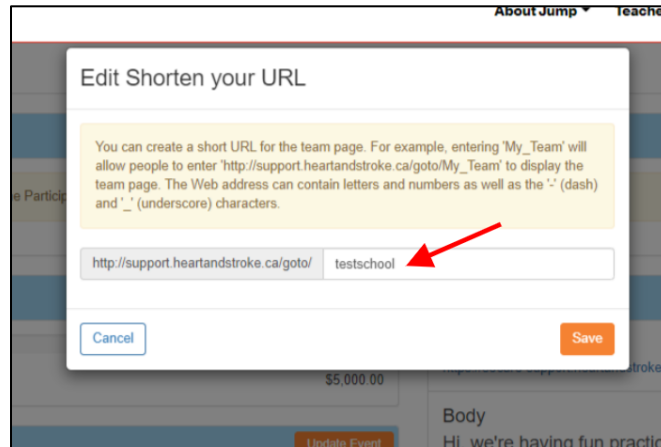 About Jump Teache
Edit Shorten your URL
You can create a short URL for the team page. For example, entering 'My_Team' will
allow people to enter 'http://support.heartandstroke.ca/goto/My_Team' to display the
team page. The Web address can contain letters and numbers as well as the '-' (dash)
and '_' (underscore) characters.
e Particip
http://support.heartandstroke.ca/goto/ testschool
Cancel Save
$5,000.00
Body
Update Event
Hi, we're having fun practic